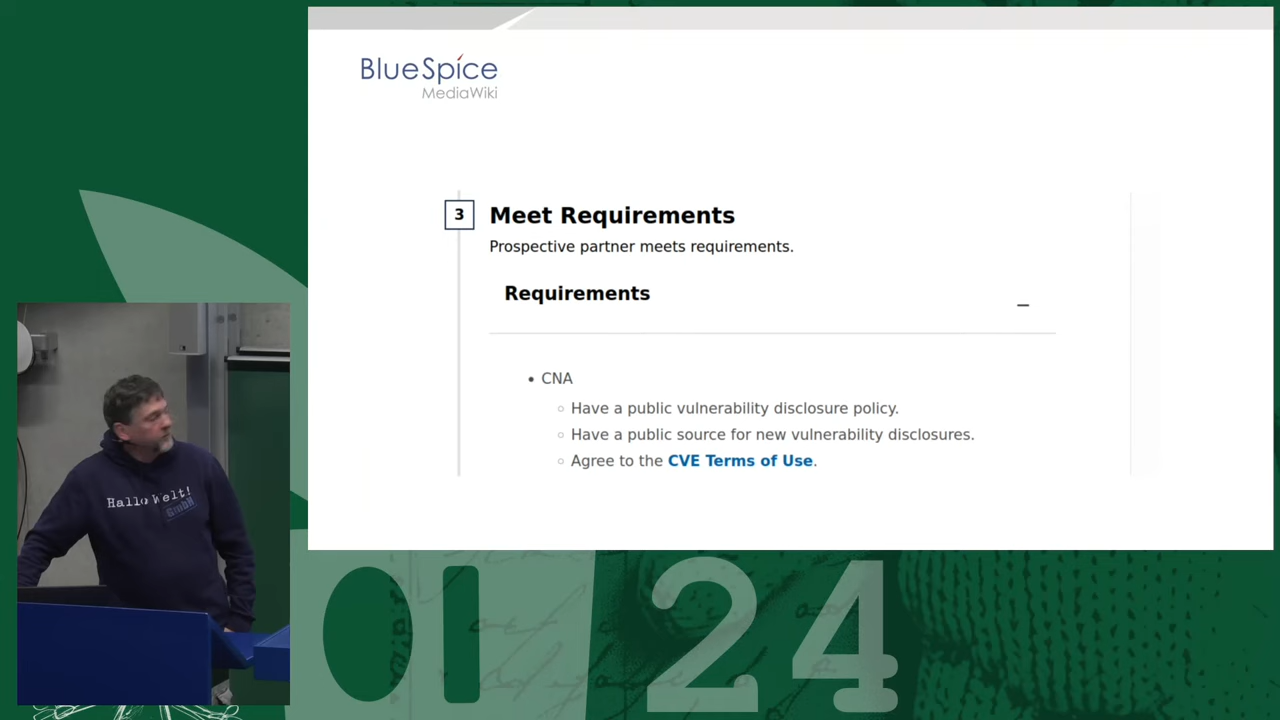 BlueSpice
MediaWiki
3
Meet Requirements
Prospective partner meets requirements.
Requirements
CNA
Have a public vulnerability disclosure policy.
Have a public source for new vulnerability disclosures.
Agree to the CVE Terms of Use.
Hallo Welt!
GmbH
24